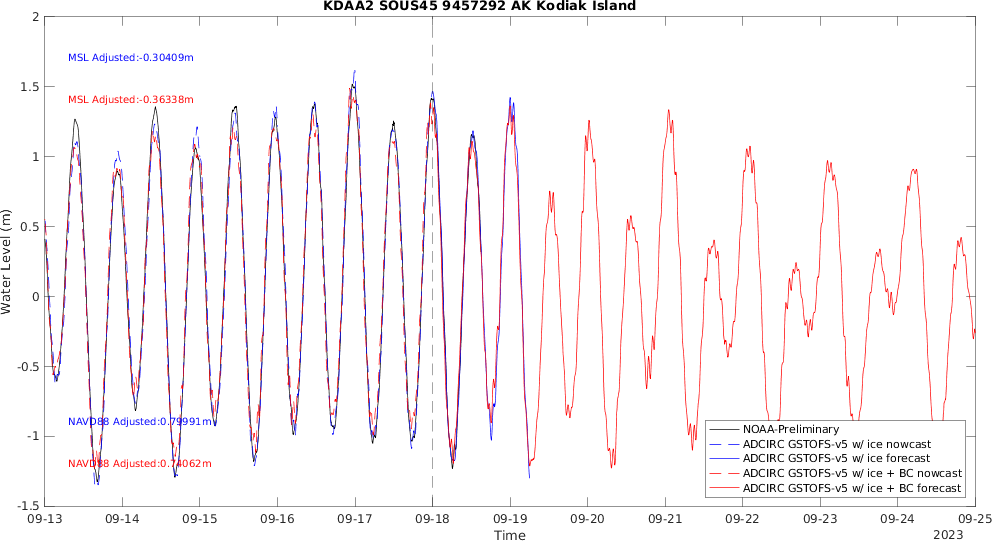 KDAA2 SOUS45 9457292 AK Kodiak Island
2
1.5
1
0.5
0
-0.5
-1
-1.5
Water Level (m)
MSL Adjusted:-0.30409m
MSL Adjusted:-0.36338m
NAVD88 Adjusted:0.79991m
NAVD88 Adjusted:0.74062m
NOAA-Preliminary
ADCIRC GSTOFS-v5 w/ ice nowcast
ADCIRC GSTOFS-v5 w/ ice forecast
ADCIRC GSTOFS-v5 w/ ice + BC nowcast
ADCIRC GSTOFS-v5 w/ ice + BC forecast
09-13 09-14 09-15 09-16 09-17 09-18 09-19 09-20 09-21 09-22 09-23 09-24 09-25
Time
2023